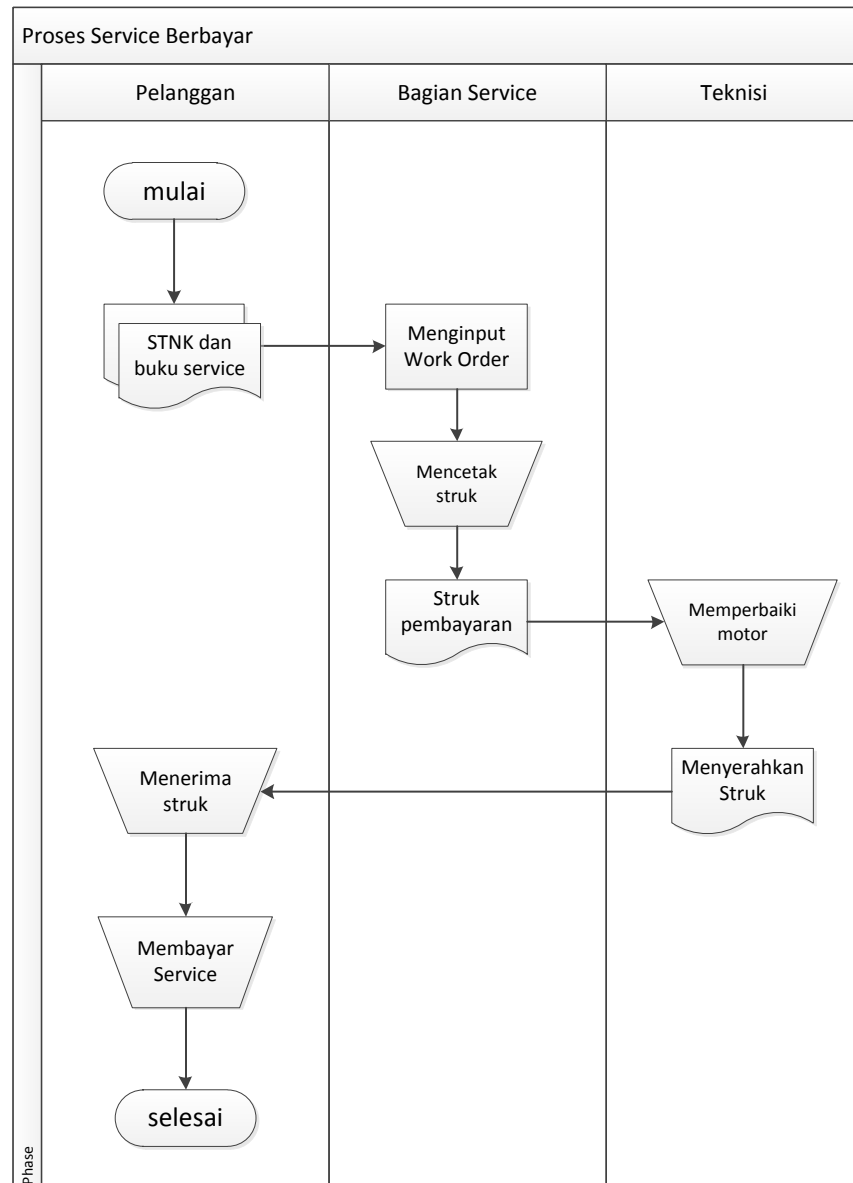 Proses Service Berbayar
Pelanggan
Bagian Service
Teknisi
mulai
STNK dan
buku service
Menginput
Work Order
Mencetak
struk
Struk
pembayaran
Memperbaiki
motor
Menyerahkan
Struk
Menerima
struk
Membayar
Service
selesai
Phase